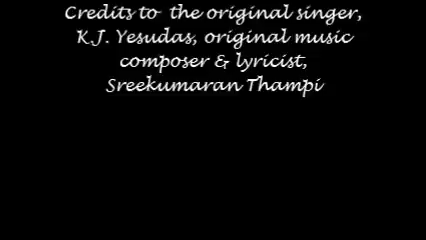 Credits to the original singer,
K.J. Yesudas, original music
composer & lyricist,
Sreekumaran Thampi